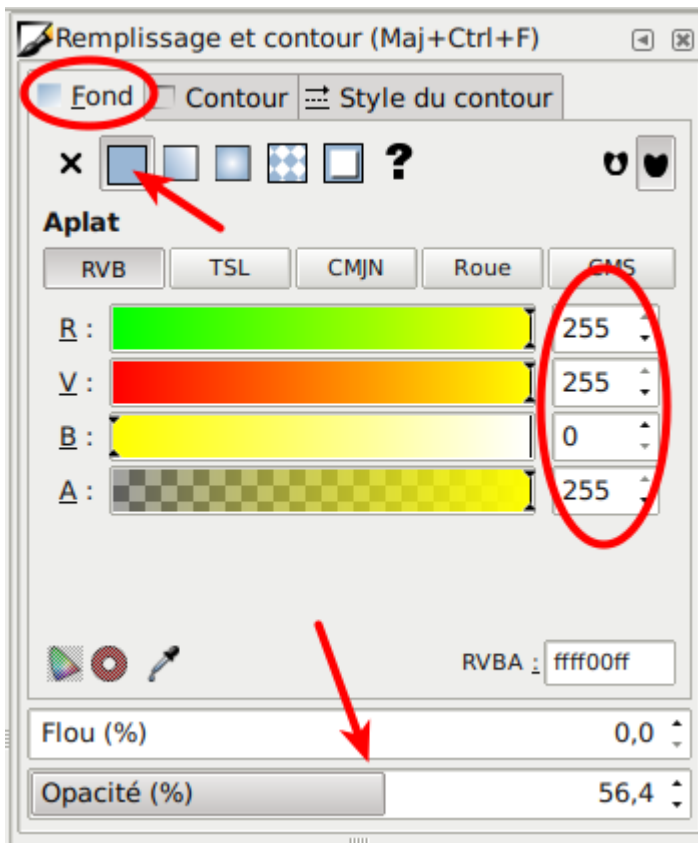 Remplissage et contour (Maj+Ctrl+F)
Fond Contour Style du contour
?
Aplat
RVB TSL CMJN Roue CMS
R : 255
V : 255
B : 0
A : 255
RVBA : ffff00ff
Flou (%) 0,0
Opacité (%) 56,4